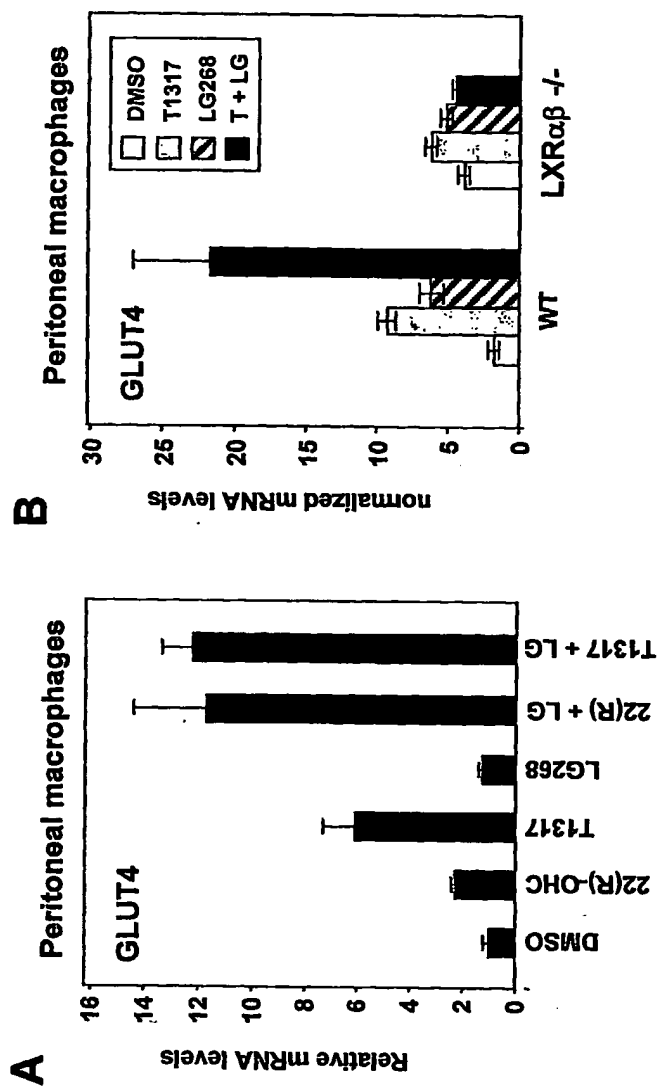 A
Peritoneal macrophages
GLUT4
Relative mRNA levels
16
14
12
10
8
6
4
2
0
DMSO
22(R)-OHC
T1317
LG268
22(R) + LG
T1317 + LG
B
Peritoneal macrophages
GLUT4
normalized mRNA levels
30
25
20
15
10
5
0
DMSO
T1317
LG268
T + LG
WT
LXRαβ -/-